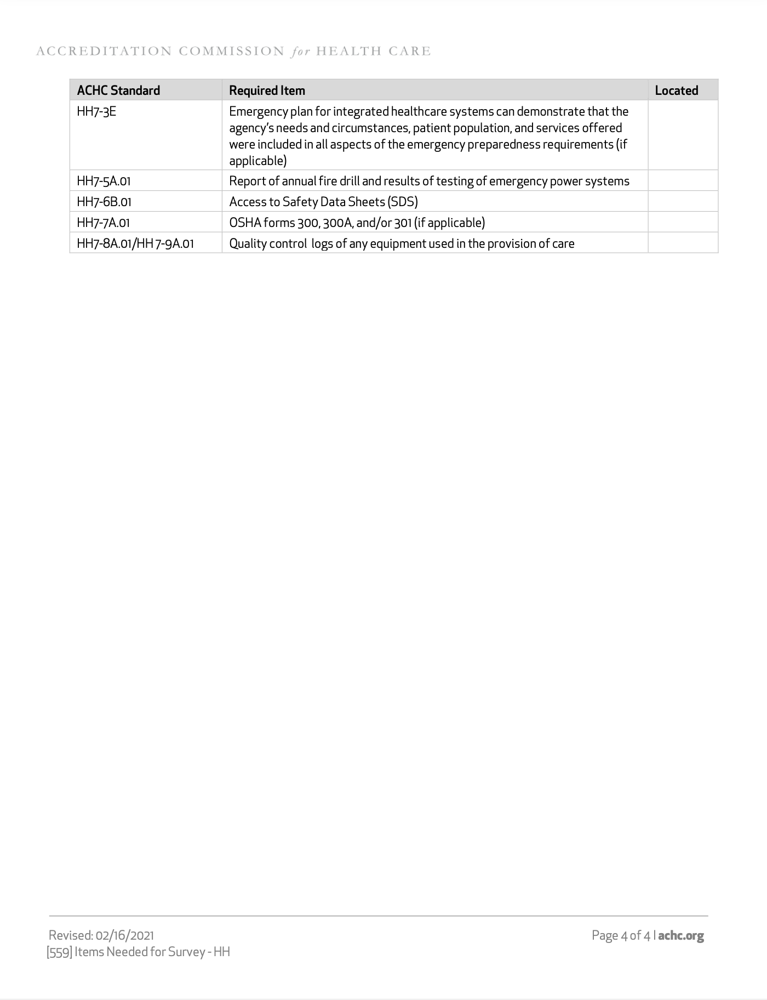 ACCREDITATION COMMISSION for HEALTH CARE
ACHC Standard Required Item Located
HH7-3E Emergency plan for integrated healthcare systems can demonstrate that the
agency's needs and circumstances, patient population, and services offered
were included in all aspects of the emergency preparedness requirements (if
applicable)
HH7-5A.01 Report of annual fire drill and results of testing of emergency power systems
HH7-6B.01 Access to Safety Data Sheets (SDS)
HH7-7A.01 OSHA forms 300, 300A, and/or 301 (if applicable)
HH7-8A.01/HH 7-9A.01 Quality control logs of any equipment used in the provision of care
Revised: 02/16/2021 Page 4 of 4 | achc.org
[559] Items Needed for Survey - HH